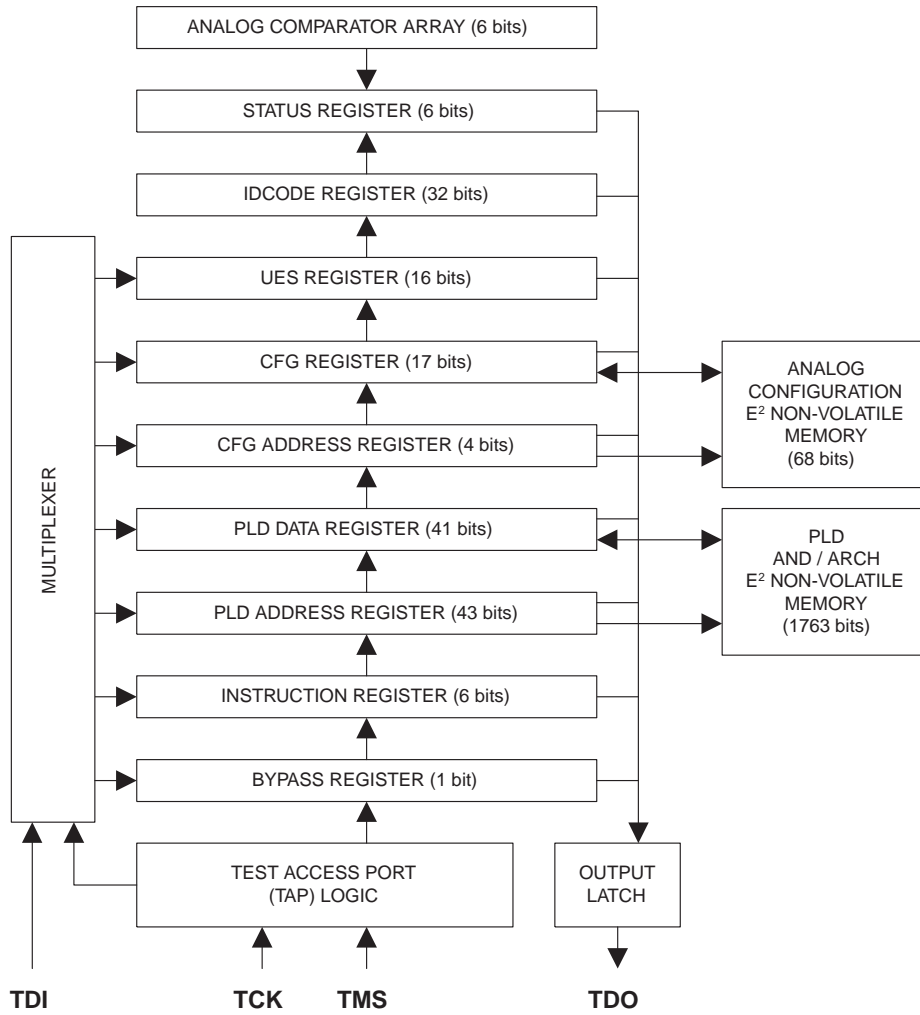 ANALOG COMPARATOR ARRAY (6 bits)
STATUS REGISTER (6 bits)
IDCODE REGISTER (32 bits)
MULTIPLEXER
UES REGISTER (16 bits)
CFG REGISTER (17 bits)
CFG ADDRESS REGISTER (4 bits)
PLD DATA REGISTER (41 bits)
PLD ADDRESS REGISTER (43 bits)
INSTRUCTION REGISTER (6 bits)
BYPASS REGISTER (1 bit)
ANALOG
CONFIGURATION
E² NON-VOLATILE
MEMORY
(68 bits)
PLD
AND / ARCH
E² NON-VOLATILE
MEMORY
(1763 bits)
TEST ACCESS PORT
(TAP) LOGIC
OUTPUT
LATCH
TDI
TCK
TMS
TDO